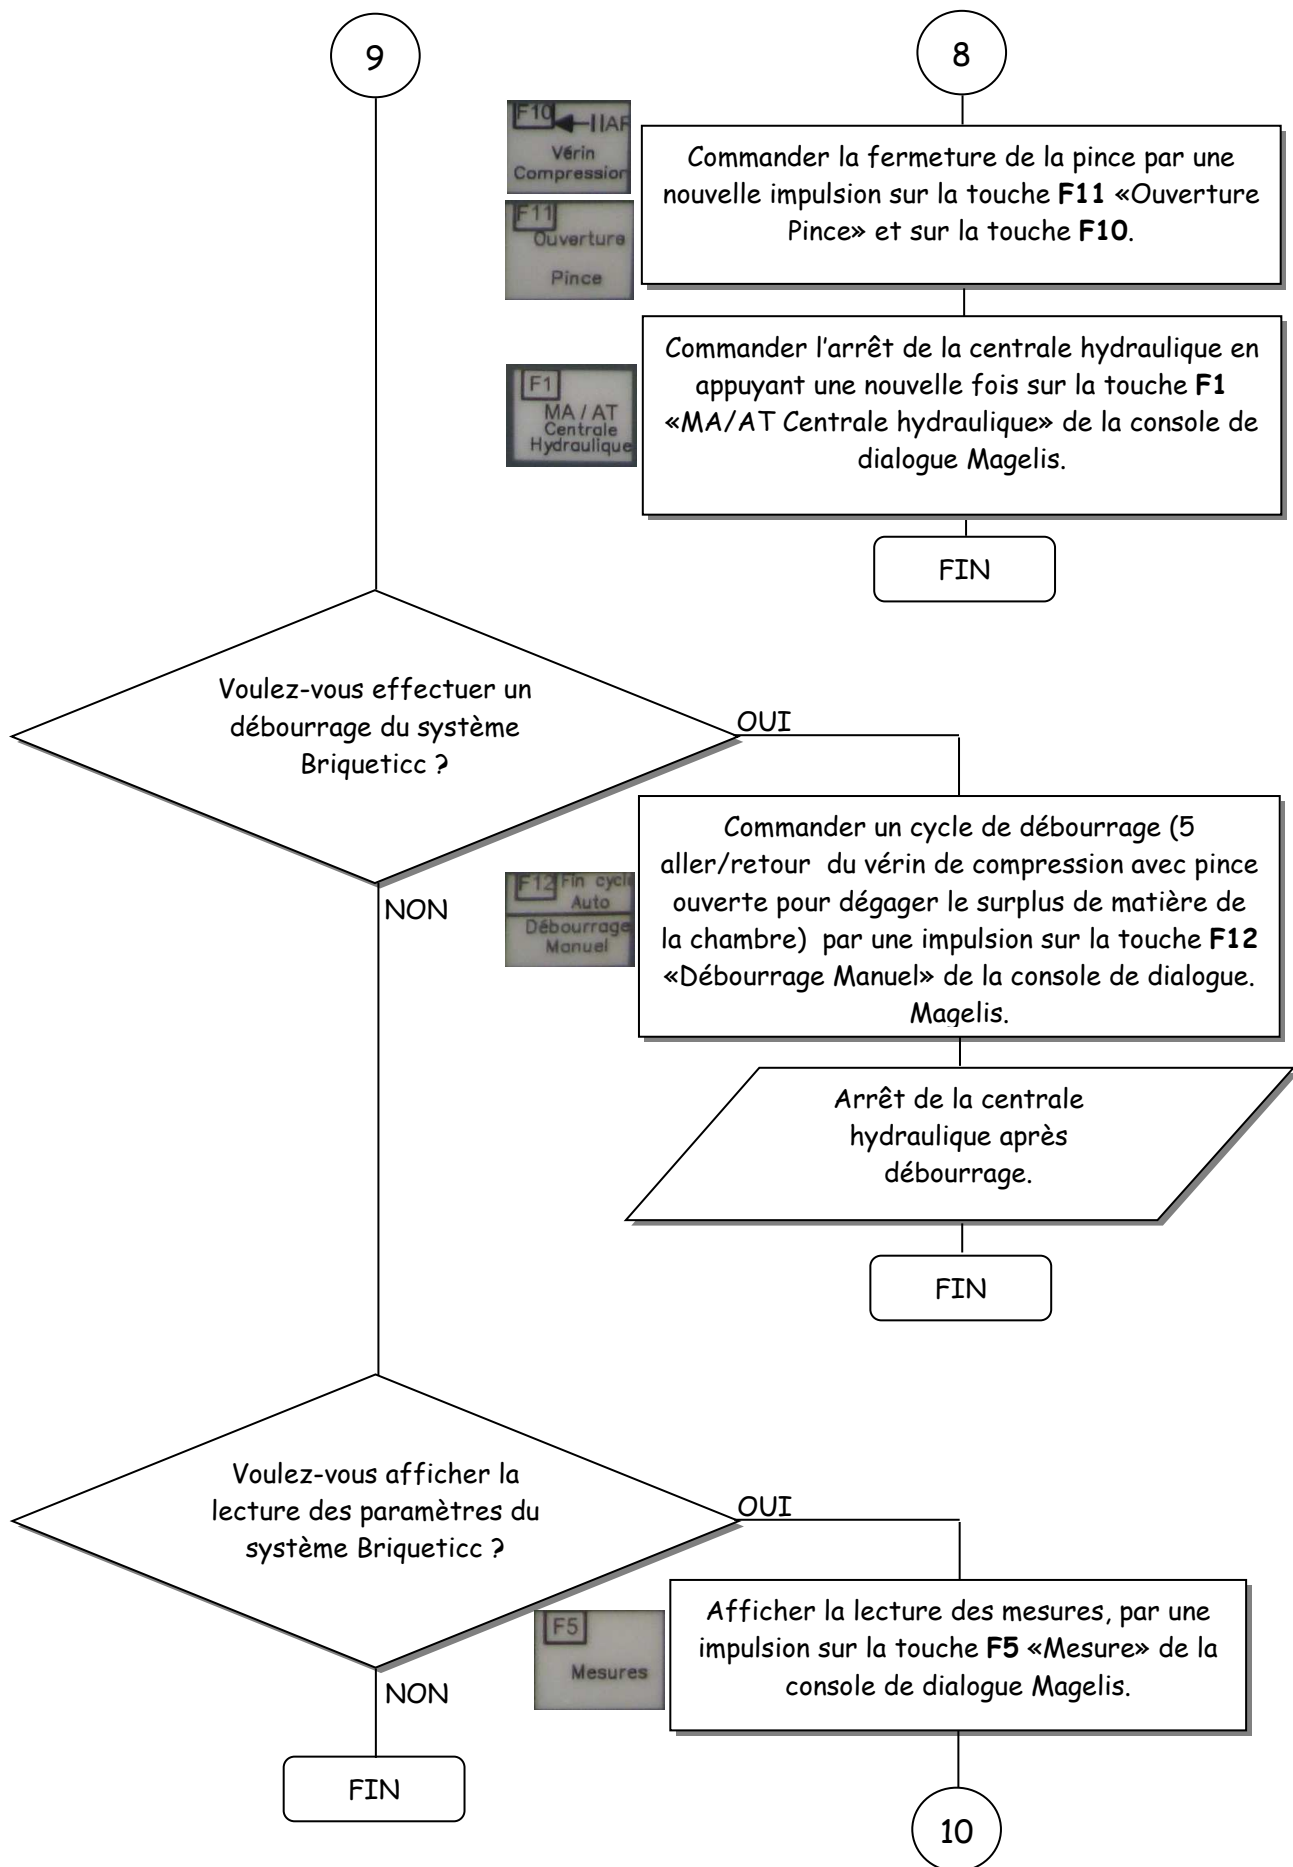 9
8
F10
Vérin
Compression
Commander la fermeture de la pince par une
nouvelle impulsion sur la touche F11 «Ouverture
Pince» et sur la touche F10.
F11
Ouverture
Pince
Commander l'arrêt de la centrale hydraulique en
appuyant une nouvelle fois sur la touche F1
«MA/AT Centrale hydraulique» de la console de
dialogue Magelis.
F1
MA / AT
Centrale
Hydraulique
FIN
Voulez-vous effectuer un
débourrage du système
Briqueticc ?
OUI
NON
Commander un cycle de débourrage (5
aller/retour du vérin de compression avec pince
ouverte pour dégager le surplus de matière de
la chambre) par une impulsion sur la touche F12
«Débourrage Manuel» de la console de dialogue.
Magelis.
F12 Fin cycle
Auto
Débourrage
Manuel
Arrêt de la centrale
hydraulique après
débourrage.
FIN
Voulez-vous afficher la
lecture des paramètres du
système Briqueticc ?
OUI
NON
Afficher la lecture des mesures, par une
impulsion sur la touche F5 «Mesure» de la
console de dialogue Magelis.
F5
Mesures
FIN
10